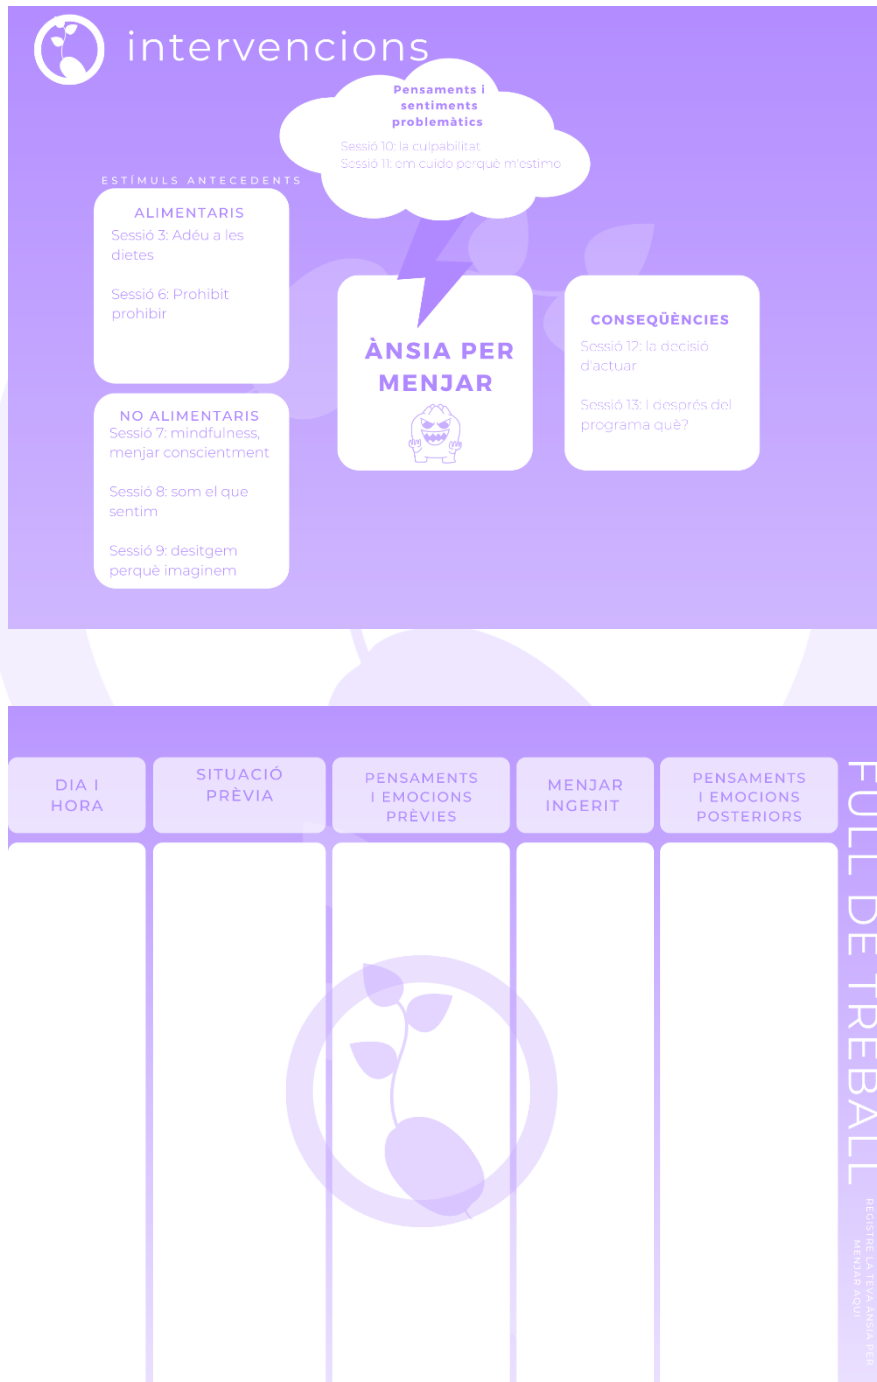 intervencions
Pensaments i
sentiments
problemàtics
Sessió 10: la culpabilitat
Sessió 11: em cuido perquè m'estimo
ESTÍMULS ANTECEDENTS
ALIMENTARIS
Sessió 3: Adéu a les
dietes
Sessió 6: Prohibit
prohibir
NO ALIMENTARIS
Sessió 7: mindfulness,
menjar conscientment
Sessió 8: som el que
sentim
Sessió 9: desitgem
perquè imaginem
ÀNSIA PER
MENJAR
CONSEQÜÈNCIES
Sessió 12: la decisió
d'actuar
Sessió 13: I després del
programa què?
DIA I
HORA
SITUACIÓ
PRÈVIA
PENSAMENTS
I EMOCIONS
PRÈVIES
MENJAR
INGERIT
PENSAMENTS
I EMOCIONS
POSTERIORS
FULL DE TREBALL
REGISTRE LA TEVA ÀNSIA PER
MENJAR AQUI